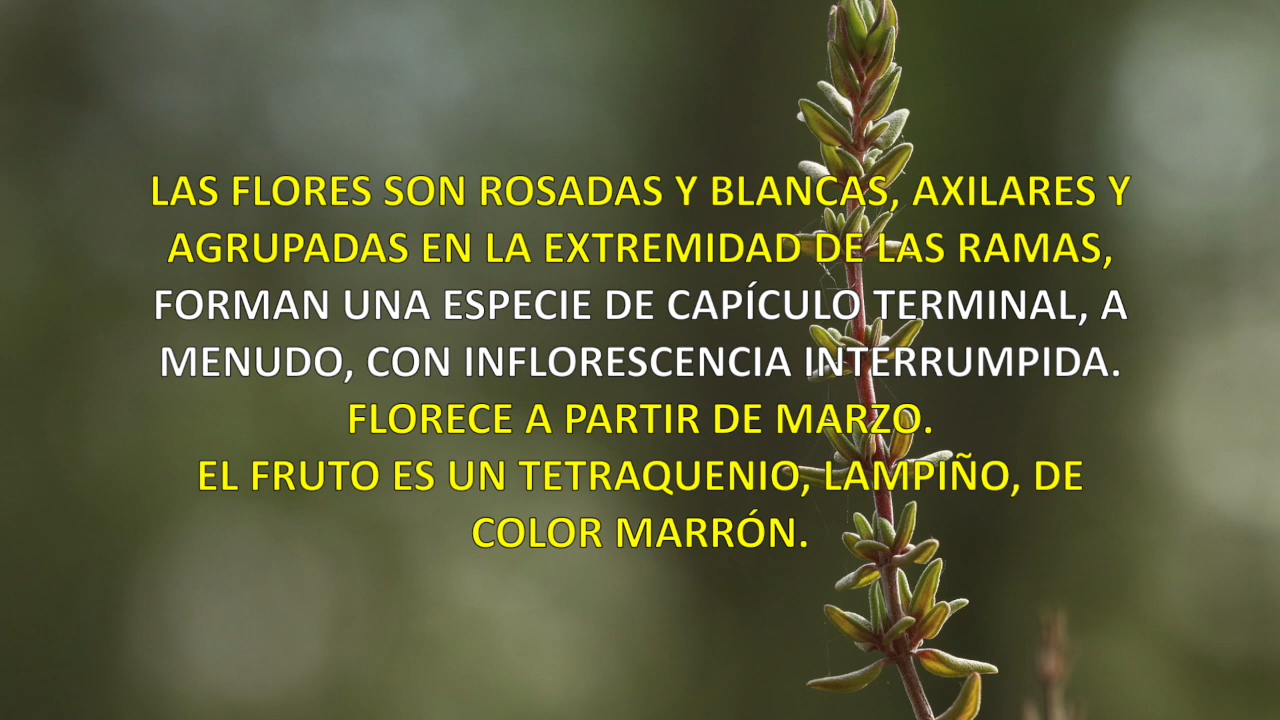 LAS FLORES SON ROSADAS Y BLANCAS, AXILARES Y
AGRUPADAS EN LA EXTREMIDAD DE LAS RAMAS,
FORMAN UNA ESPECIE DE CAPÍCULO TERMINAL, A
MENUDO, CON INFLORESCENCIA INTERRUMPIDA.
FLORECE A PARTIR DE MARZO.
EL FRUTO ES UN TETRAQUENIO, LAMPIÑO, DE
COLOR MARRÓN.